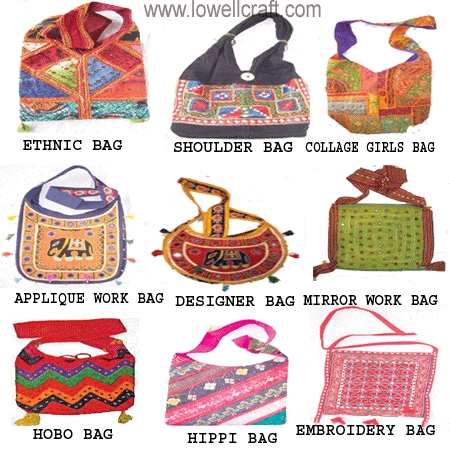 www.lowellcraft.com
ETHNIC BAG
SHOULDER BAG
COLLAGE GIRLS BAG
APPLIQUE WORK BAG
DESIGNER BAG
MIRROR WORK BAG
HOBO BAG
HIPPI BAG
EMBROIDERY BAG